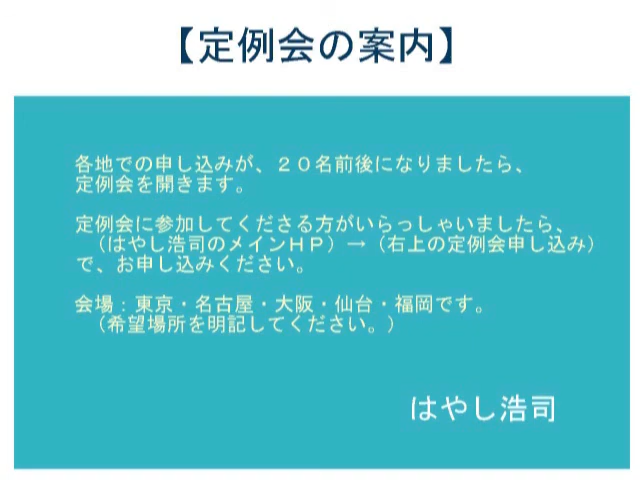 【定例会の案内】
各地での申し込みが、２０名前後になりましたら、
定例会を開きます。
定例会に参加してくださる方がいらっしゃいましたら、
（はやし浩司のメインＨＰ）→（右上の定例会申し込み）
で、お申し込みください。
会場：東京・名古屋・大阪・仙台・福岡です。
（希望場所を明記してください。）
はやし浩司